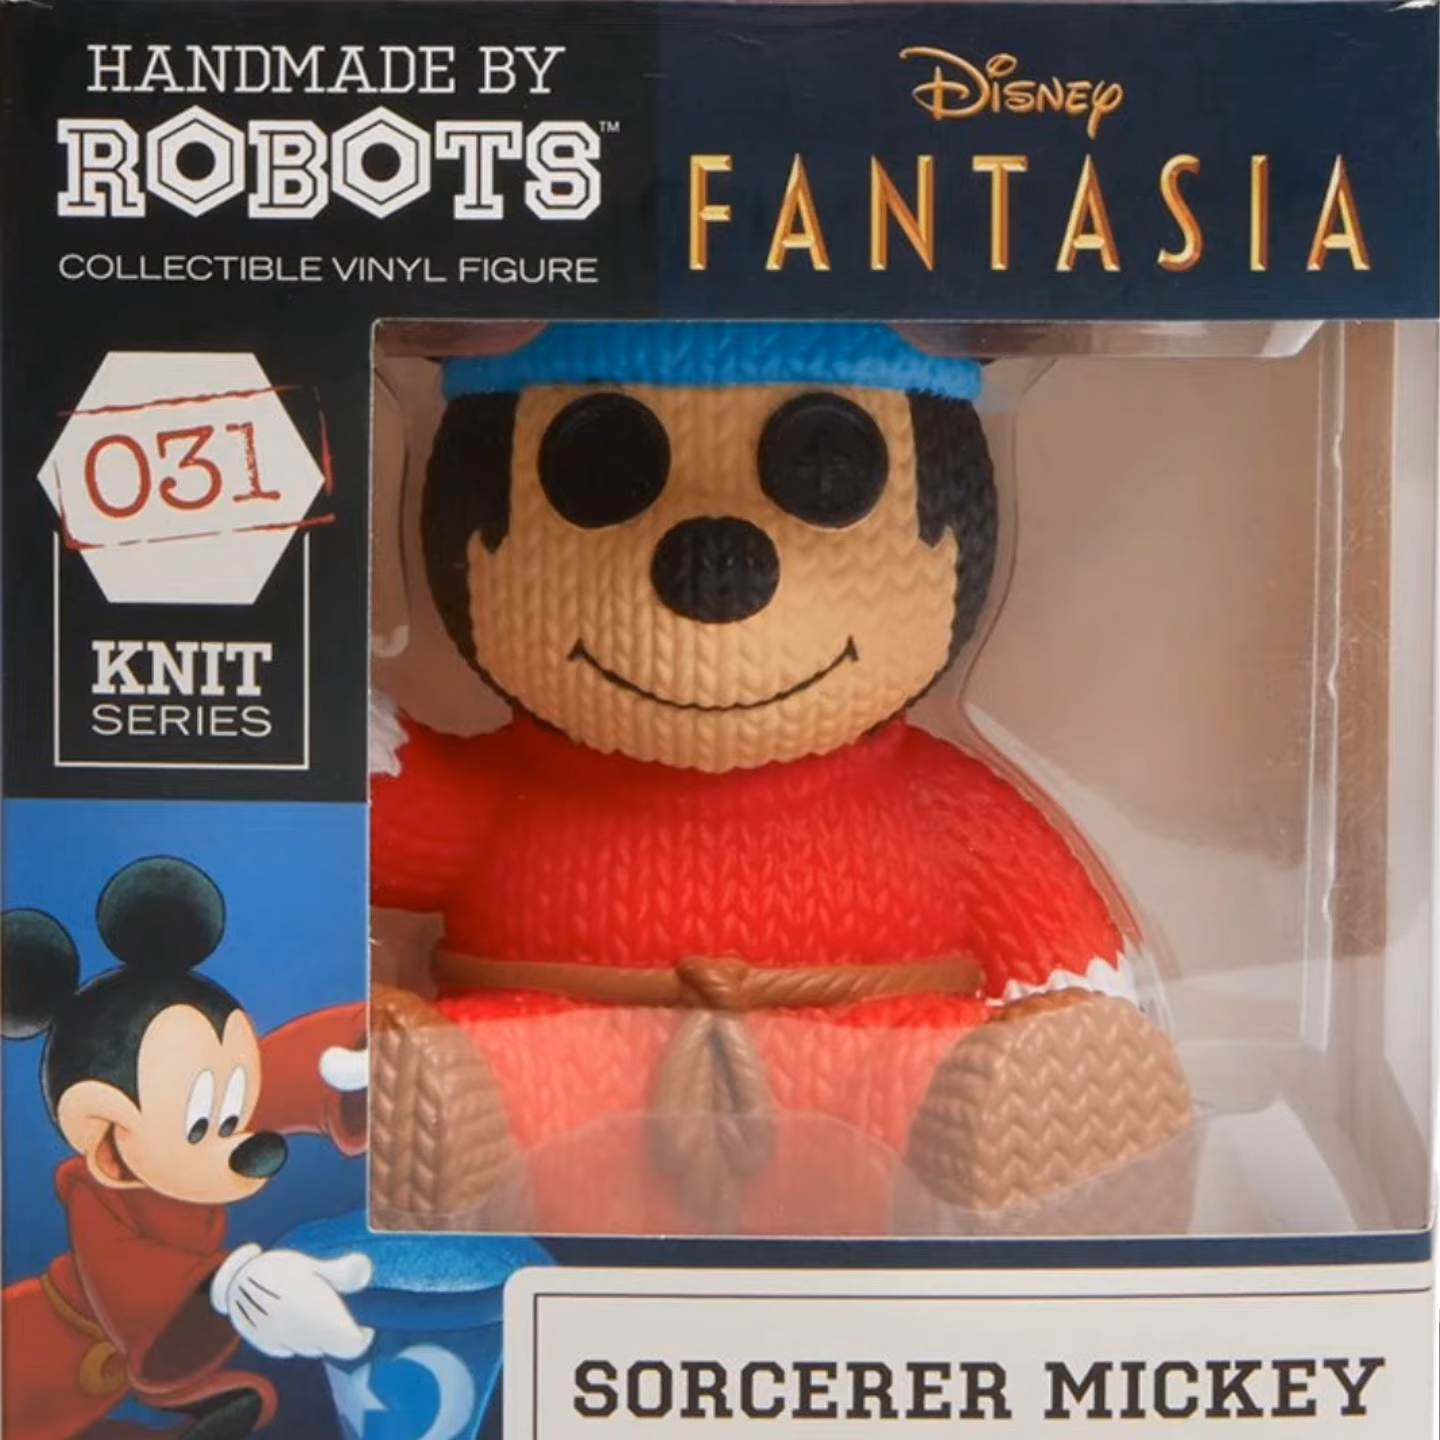 HANDMADE BY
ROBOTS™
COLLECTIBLE VINYL FIGURE
Disney
FANTASIA
031
KNIT
SERIES
SORCERER MICKEY